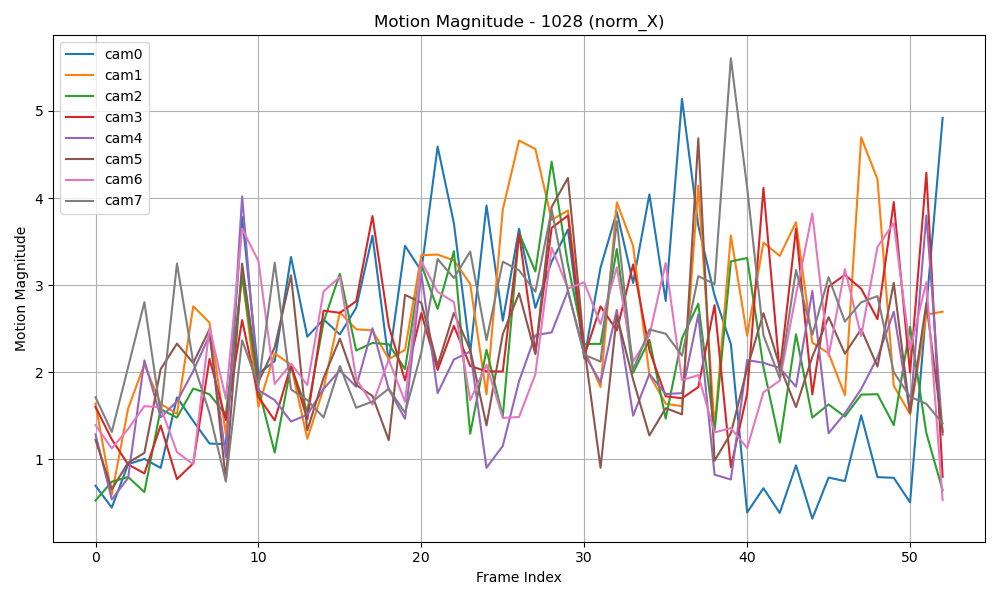 Motion Magnitude - 1028 (norm_X)
cam0
cam1
cam2
cam3
cam4
cam5
cam6
cam7
Motion Magnitude
5
4
3
2
1
0 10 20 30 40 50
Frame Index